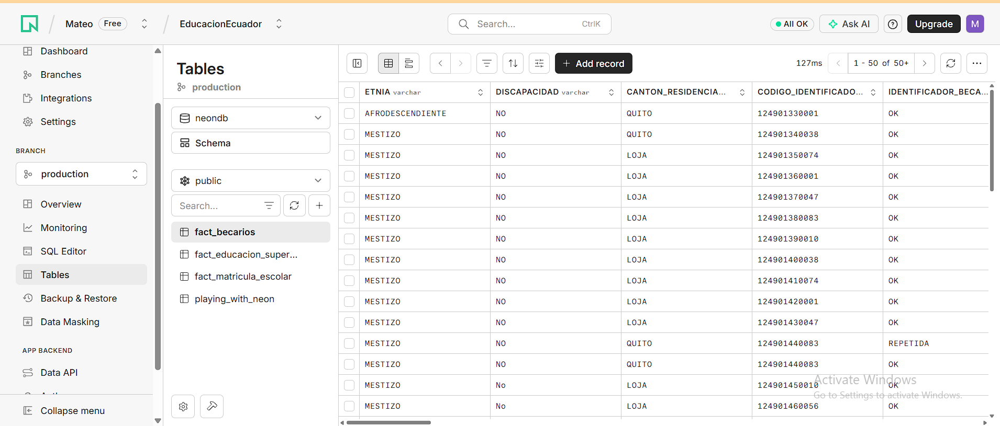 Mateo Free
EducacionEcuador
Search... CtrlK
All OK
Ask AI
Upgrade
M
Dashboard
Branches
Integrations
Settings
BRANCH
production
Overview
Monitoring
SQL Editor
Tables
Backup & Restore
Data Masking
APP BACKEND
Data API
Collapse menu
Tables
production
neondb
Schema
public
Search...
fact_becarios
fact_educacion_super...
fact_matricula_escolar
playing_with_neon
Add record
127ms
1 - 50 of 50+
ETNIA varchar DISCAPACIDAD varchar CANTON_RESIDENCIA... CODIGO_IDENTIFICADO... IDENTIFICADOR_BECA...
AFRODESCENDIENTE NO QUITO 124901330001 OK
MESTIZO NO QUITO 124901340038 OK
MESTIZO NO LOJA 124901350074 OK
MESTIZO NO LOJA 124901360001 OK
MESTIZO NO LOJA 124901370047 OK
MESTIZO NO LOJA 124901380083 OK
MESTIZO NO LOJA 124901390010 OK
MESTIZO NO LOJA 124901400038 OK
MESTIZO NO LOJA 124901410074 OK
MESTIZO NO LOJA 124901420001 OK
MESTIZO NO LOJA 124901430047 OK
MESTIZO NO QUITO 124901440083 REPETIDA
MESTIZO NO QUITO 124901440083 OK
MESTIZO No LOJA 124901450010 OK
MESTIZO No LOJA 124901460056 OK
Activate Windows
Go to Settings to activate Windows.